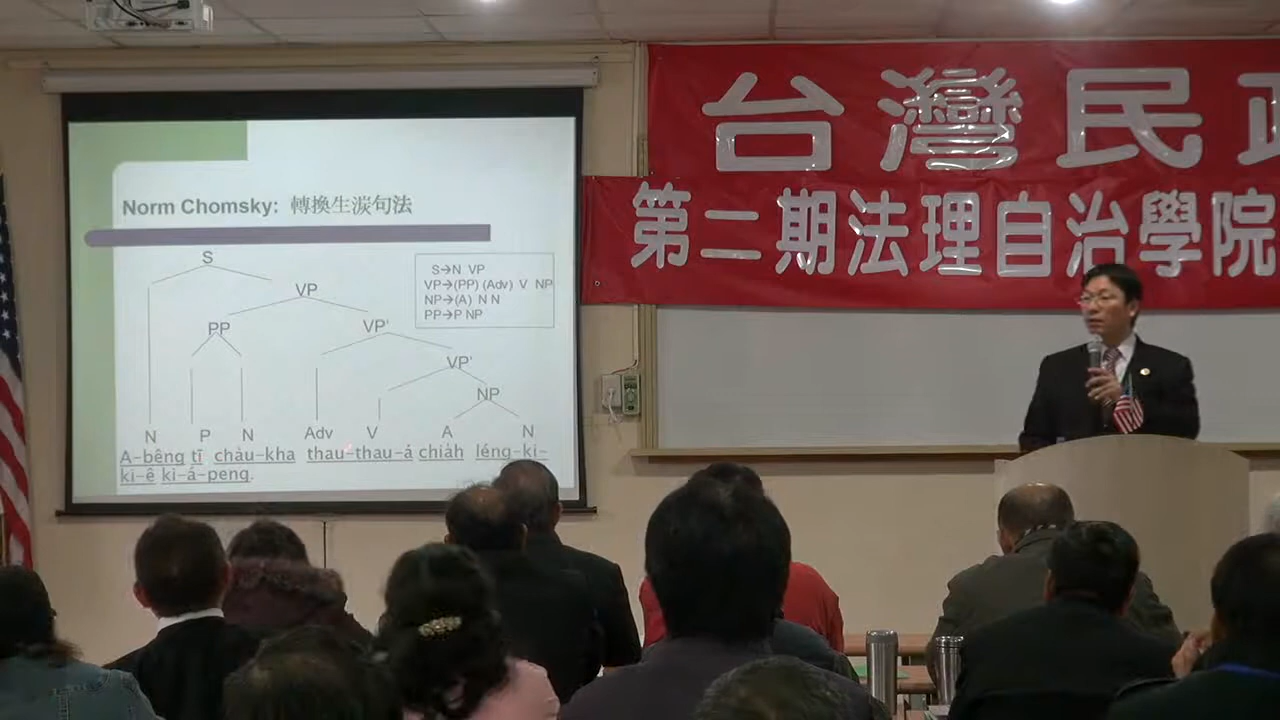 Norm Chomsky: 轉換生淡句法
S
VP
PP
VP'
VP'
NP
N P N Adv V A N
A-bêng tī chàu-kha thau-thau-á chiáh léng-ki-
ki-ê ki-á-peng.
S→N VP
VP→(PP) (Adv) V NP
NP→(A) N N
PP→P NP
台灣民政
第二期法理自治學院